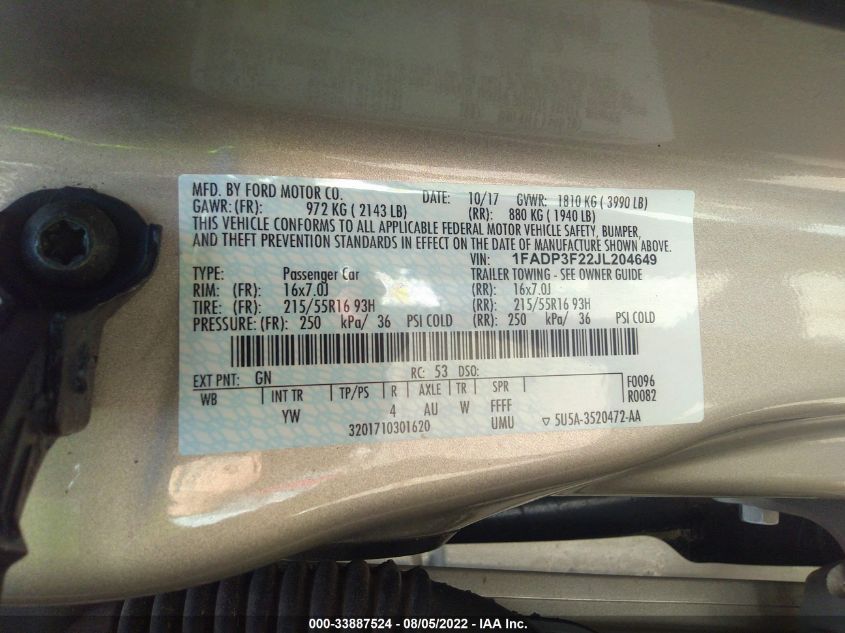 MFD. BY FORD MOTOR CO. DATE: 10/17 GVWR: 1810 KG ( 3990 LB)
GAWR: (FR): 972 KG ( 2143 LB) (RR): 880 KG ( 1940 LB)
THIS VEHICLE CONFORMS TO ALL APPLICABLE FEDERAL MOTOR VEHICLE SAFETY, BUMPER,
AND THEFT PREVENTION STANDARDS IN EFFECT ON THE DATE OF MANUFACTURE SHOWN ABOVE.
VIN: 1FADP3F22JL204649
TYPE: Passenger Car TRAILER TOWING - SEE OWNER GUIDE
RIM: (FR): 16x7.0J (RR): 16x7.0J
TIRE: (FR): 215/55R16 93H (RR): 215/55R16 93H
PRESSURE: (FR): 250 kPa/ 36 PSI COLD (RR): 250 kPa/ 36 PSI COLD
EXT PNT: GN RC: 53 DSO: F0096
WB INT TR TP/PS R AXLE TR SPR R0082
YW 4 AU W FFFF
3201710301620 UMU ▽ 5U5A-3520472-AA
000-33887524 - 08/05/2022 - IAA Inc.